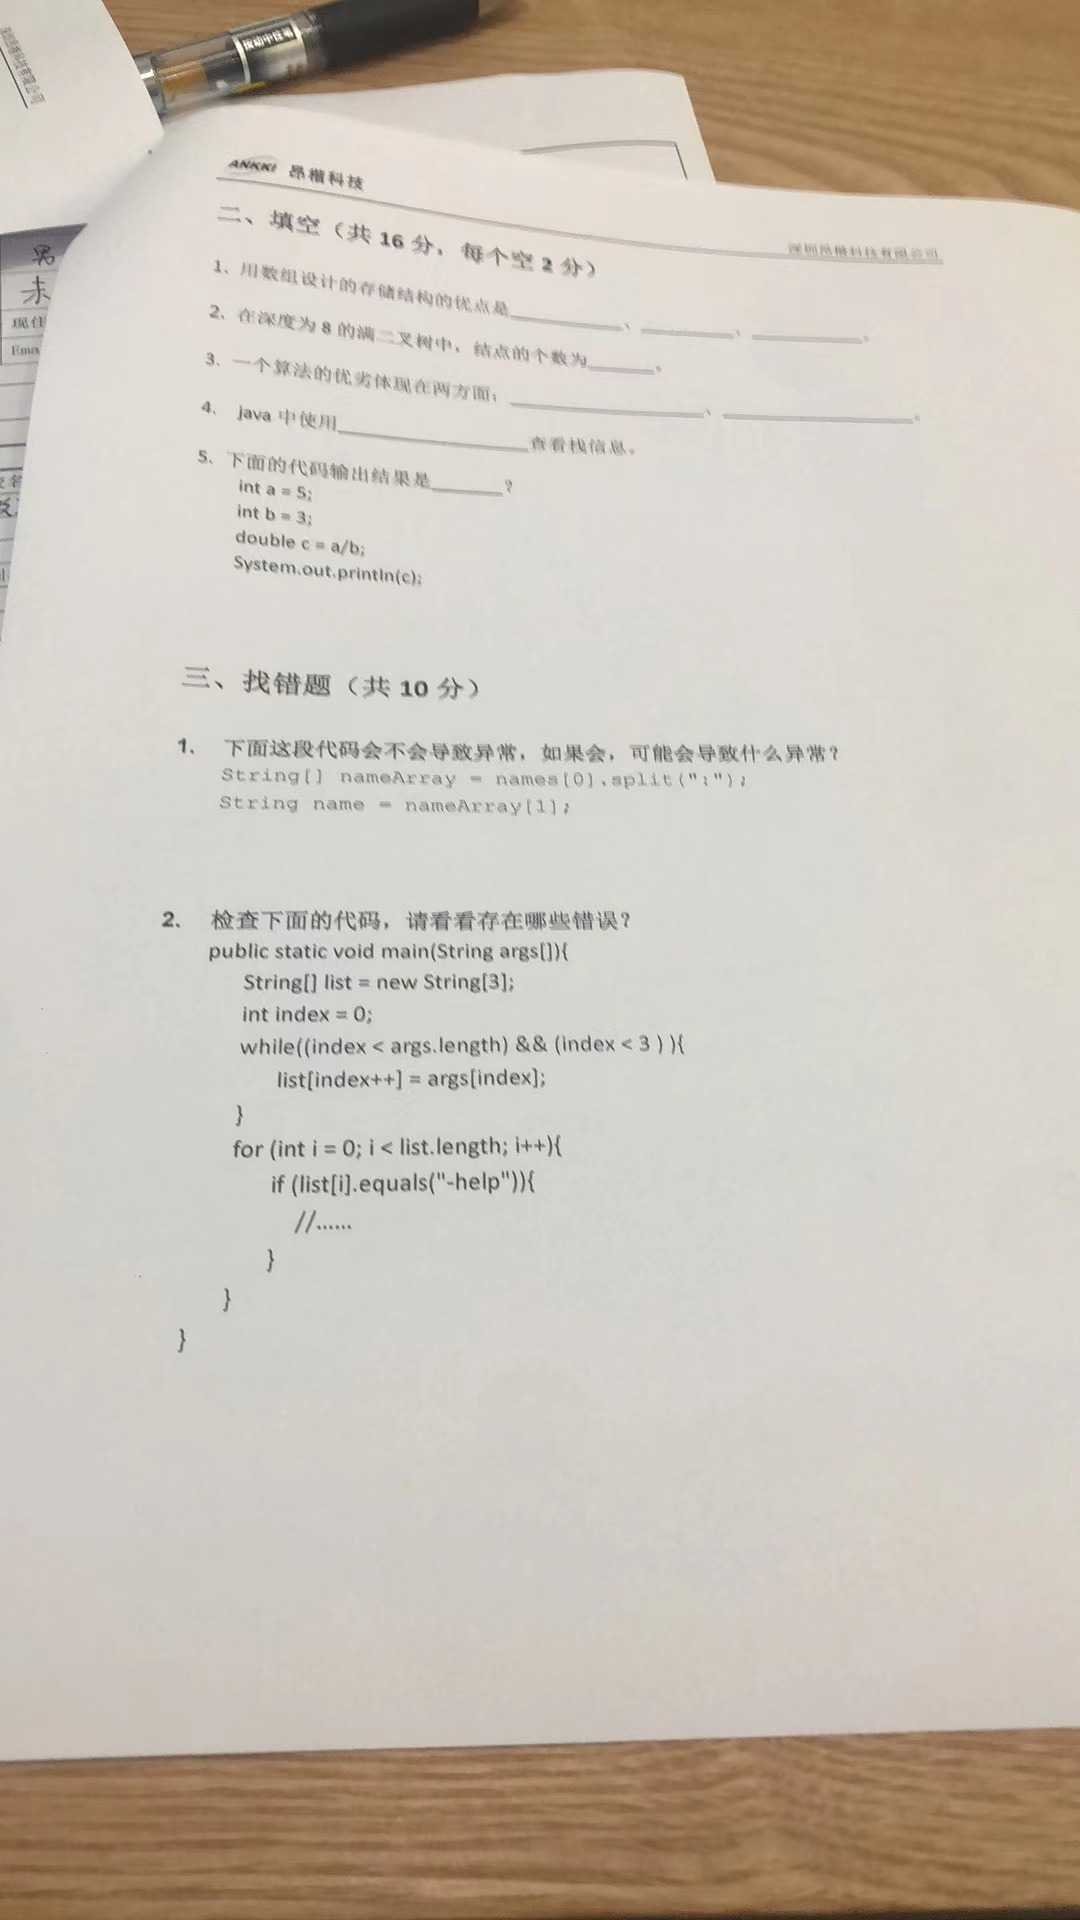 ANKKI 昂楷科技
深圳昂楷科技有限公司
二、填空（共 16 分，每个空 2 分）
1、用数组设计的存储结构的优点是__________、__________、__________。
2、在深度为 8 的满二叉树中，结点的个数为______。
3、一个算法的优劣体现在两方面：__________、__________。
4、 Java 中使用__________查看栈信息。
5、下面的代码输出结果是______？
int a = 5;
int b = 3;
double c = a/b;
System.out.println(c);
三、找错题（共 10 分）
1. 下面这段代码会不会导致异常，如果会，可能会导致什么异常？
String[] nameArray = names[0].split(":");
String name = nameArray[1];
2. 检查下面的代码，请看看存在哪些错误？
public static void main(String args[]){
String[] list = new String[3];
int index = 0;
while((index < args.length) && (index < 3 ) ){
list[index++] = args[index];
}
for (int i = 0; i < list.length; i++){
if (list[i].equals("-help")){
//......
}
}
}
男
未
现住
Ema